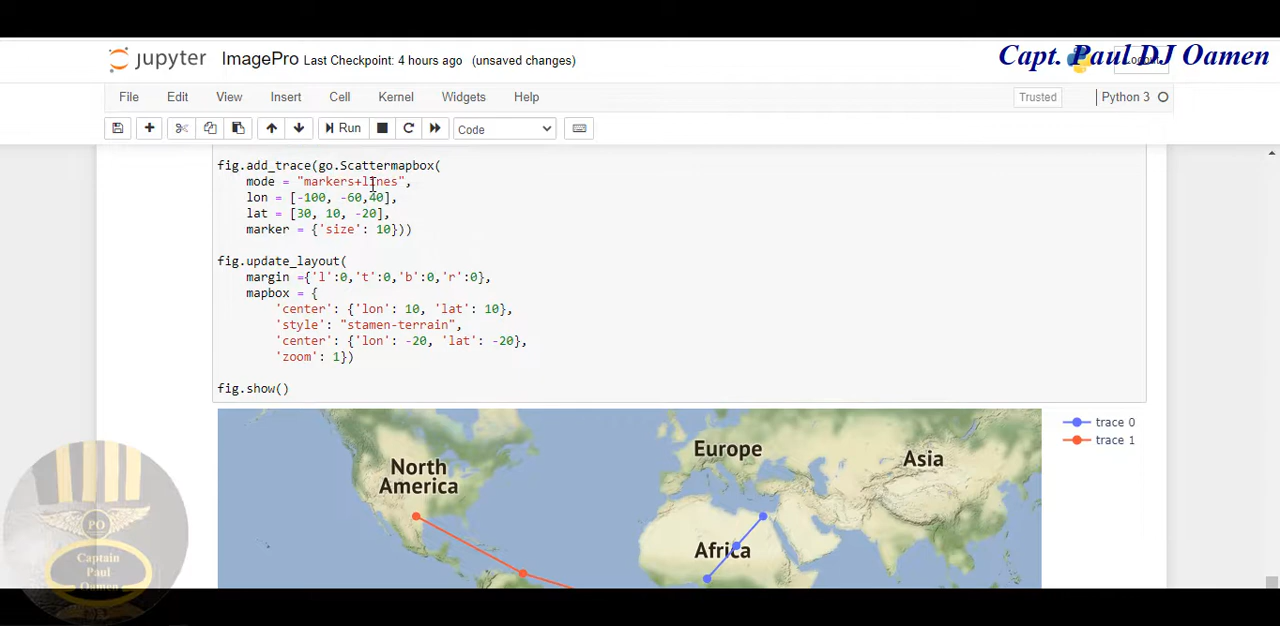 jupyter ImagePro Last Checkpoint: 4 hours ago (unsaved changes)
Capt. Paul DJ Oamen
Logout
File Edit View Insert Cell Kernel Widgets Help
Trusted
Python 3
Run
Code
fig.add_trace(go.Scattermapbox(
mode = "markers+lines",
lon = [-100, -60,40],
lat = [30, 10, -20],
marker = {'size': 10}))
fig.update_layout(
margin ={'l':0,'t':0,'b':0,'r':0},
mapbox = {
'center': {'lon': 10, 'lat': 10},
'style': "stamen-terrain",
'center': {'lon': -20, 'lat': -20},
'zoom': 1})
fig.show()
trace 0
trace 1
Europe
Asia
North
America
Africa
PO
Captain
Paul
Oamen